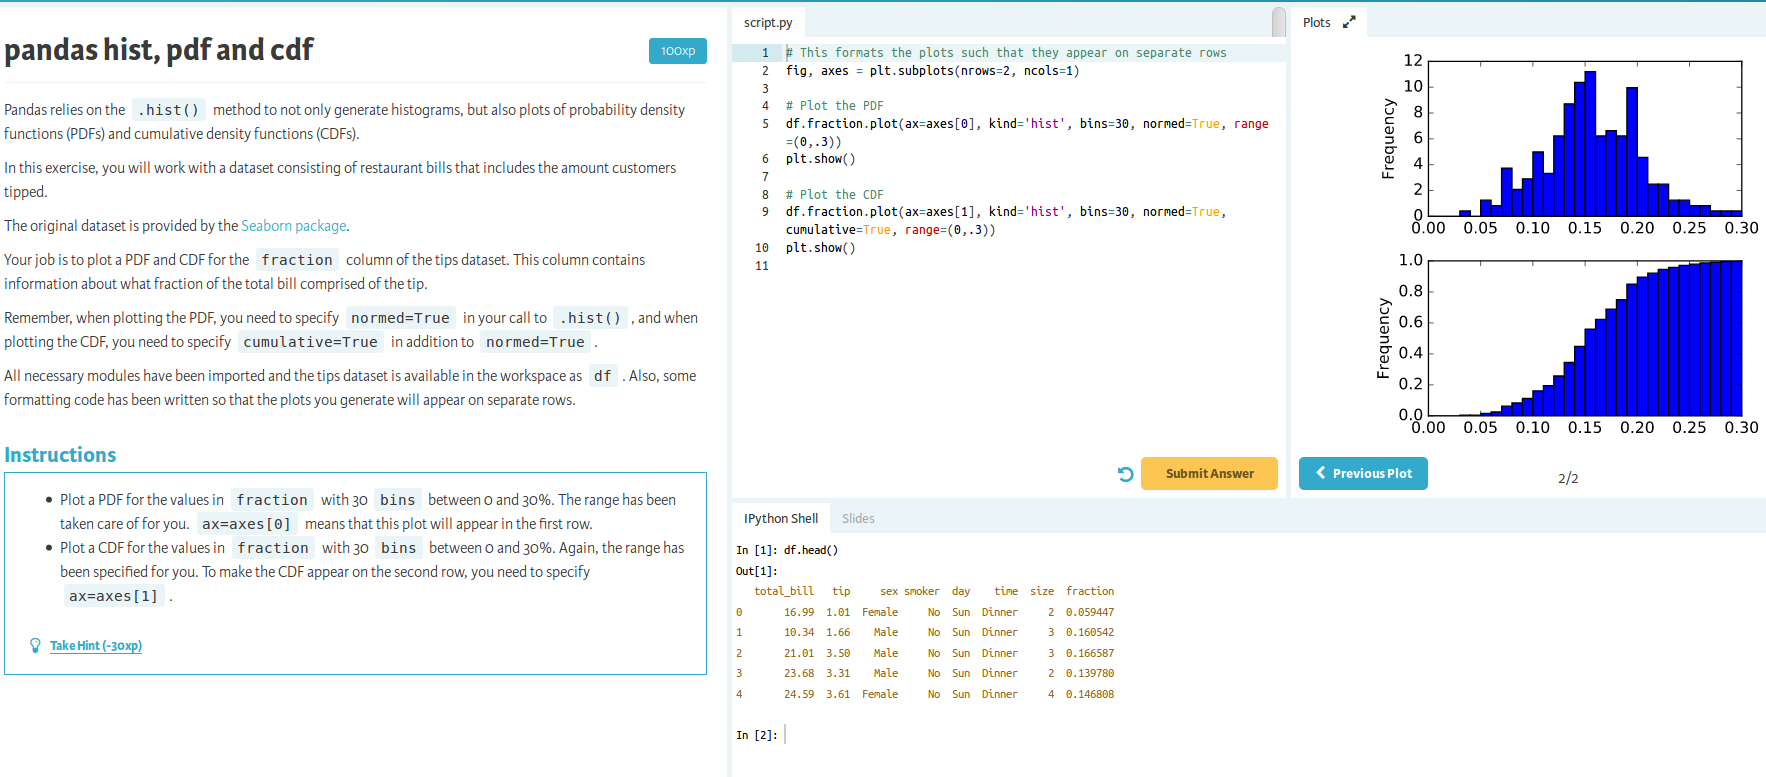 pandas hist, pdf and cdf
100xp
Pandas relies on the .hist() method to not only generate histograms, but also plots of probability density
functions (PDFs) and cumulative density functions (CDFs).
In this exercise, you will work with a dataset consisting of restaurant bills that includes the amount customers
tipped.
The original dataset is provided by the Seaborn package.
Your job is to plot a PDF and CDF for the fraction column of the tips dataset. This column contains
information about what fraction of the total bill comprised of the tip.
Remember, when plotting the PDF, you need to specify normed=True in your call to .hist() , and when
plotting the CDF, you need to specify cumulative=True in addition to normed=True .
All necessary modules have been imported and the tips dataset is available in the workspace as df . Also, some
formatting code has been written so that the plots you generate will appear on separate rows.
Instructions
• Plot a PDF for the values in fraction with 30 bins between 0 and 30%. The range has been
taken care of for you. ax=axes[0] means that this plot will appear in the first row.
• Plot a CDF for the values in fraction with 30 bins between 0 and 30%. Again, the range has
been specified for you. To make the CDF appear on the second row, you need to specify
ax=axes[1] .
Take Hint (-30xp)
script.py
1 # This formats the plots such that they appear on separate rows
2 fig, axes = plt.subplots(nrows=2, ncols=1)
3
4 # Plot the PDF
5 df.fraction.plot(ax=axes[0], kind='hist', bins=30, normed=True, range
=(0,.3))
6 plt.show()
7
8 # Plot the CDF
9 df.fraction.plot(ax=axes[1], kind='hist', bins=30, normed=True,
cumulative=True, range=(0,.3))
10 plt.show()
11
Submit Answer
Plots
12
10
8
6
4
2
0
Frequency
0.00 0.05 0.10 0.15 0.20 0.25 0.30
1.0
0.8
0.6
0.4
0.2
0.0
Frequency
0.00 0.05 0.10 0.15 0.20 0.25 0.30
Previous Plot
2/2
IPython Shell Slides
In [1]: df.head()
Out[1]:
total_bill tip sex smoker day time size fraction
0 16.99 1.01 Female No Sun Dinner 2 0.059447
1 10.34 1.66 Male No Sun Dinner 3 0.160542
2 21.01 3.50 Male No Sun Dinner 3 0.166587
3 23.68 3.31 Male No Sun Dinner 2 0.139780
4 24.59 3.61 Female No Sun Dinner 4 0.146808
In [2]: